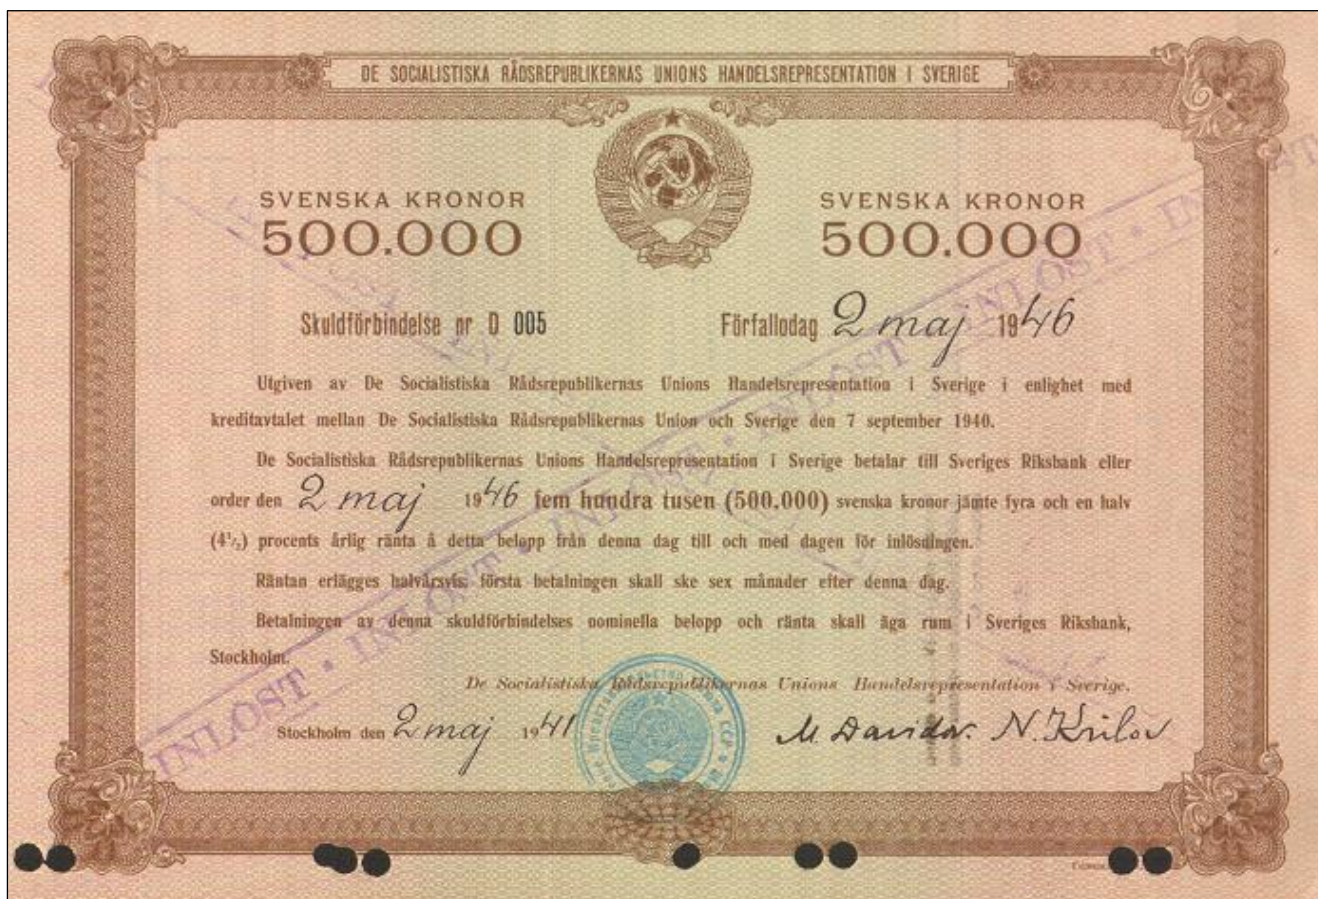 DE SOCIALISTISKA RÅDSREPUBLIKERNAS UNIONS HANDELSREPRESENTATION I SVERIGE
SVENSKA KRONOR
500.000
SVENSKA KRONOR
500.000
Skuldförbindelse nr D 005
Förfallodag 2 maj 1946
Utgiven av De Socialistiska Rådsrepublikernas Unions Handelsrepresentation i Sverige i enlighet med
kreditavtalet mellan De Socialistiska Rådsrepublikernas Union och Sverige den 7 september 1940.
De Socialistiska Rådsrepublikernas Unions Handelsrepresentation i Sverige betalar till Sveriges Riksbank eller
order den 2 maj 1946 fem hundra tusen (500.000) svenska kronor jämte fyra och en halv
(4½) procents årlig ränta å detta belopp från denna dag till och med dagen för inlösningen.
Räntan erlägges halvårsvis; första betalningen skall ske sex månader efter denna dag.
Betalningen av denna skuldförbindelses nominella belopp och ränta skall äga rum i Sveriges Riksbank,
Stockholm.
De Socialistiska Rådsrepublikernas Unions Handelsrepresentation i Sverige.
Stockholm den 2 maj 1941
M. Davidov. N. Krilov
INLÖST · INLÖST · INLÖST · INLÖST · INLÖST · INLÖST